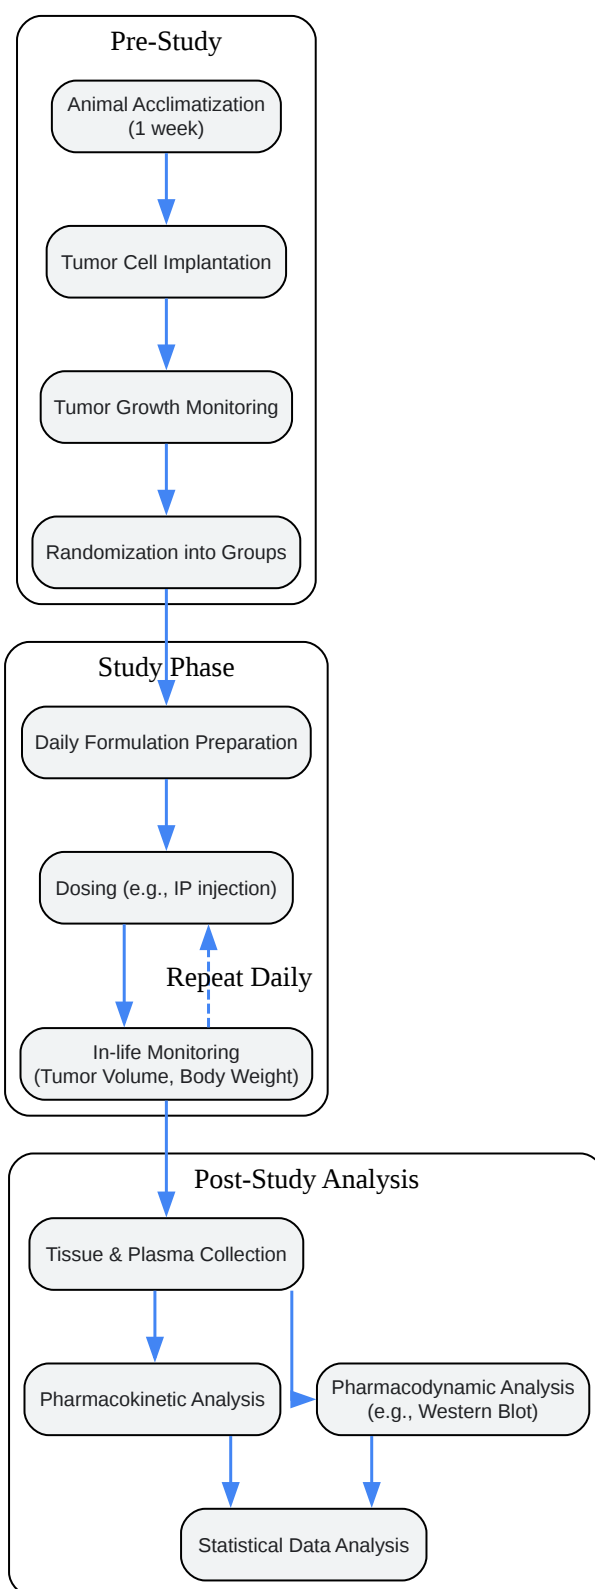 Pre-Study
Animal Acclimatization
(1 week)
Tumor Cell Implantation
Tumor Growth Monitoring
Randomization into Groups
Study Phase
Daily Formulation Preparation
Dosing (e.g., IP injection)
Repeat Daily
In-life Monitoring
(Tumor Volume, Body Weight)
Post-Study Analysis
Tissue & Plasma Collection
Pharmacokinetic Analysis
Pharmacodynamic Analysis
(e.g., Western Blot)
Statistical Data Analysis